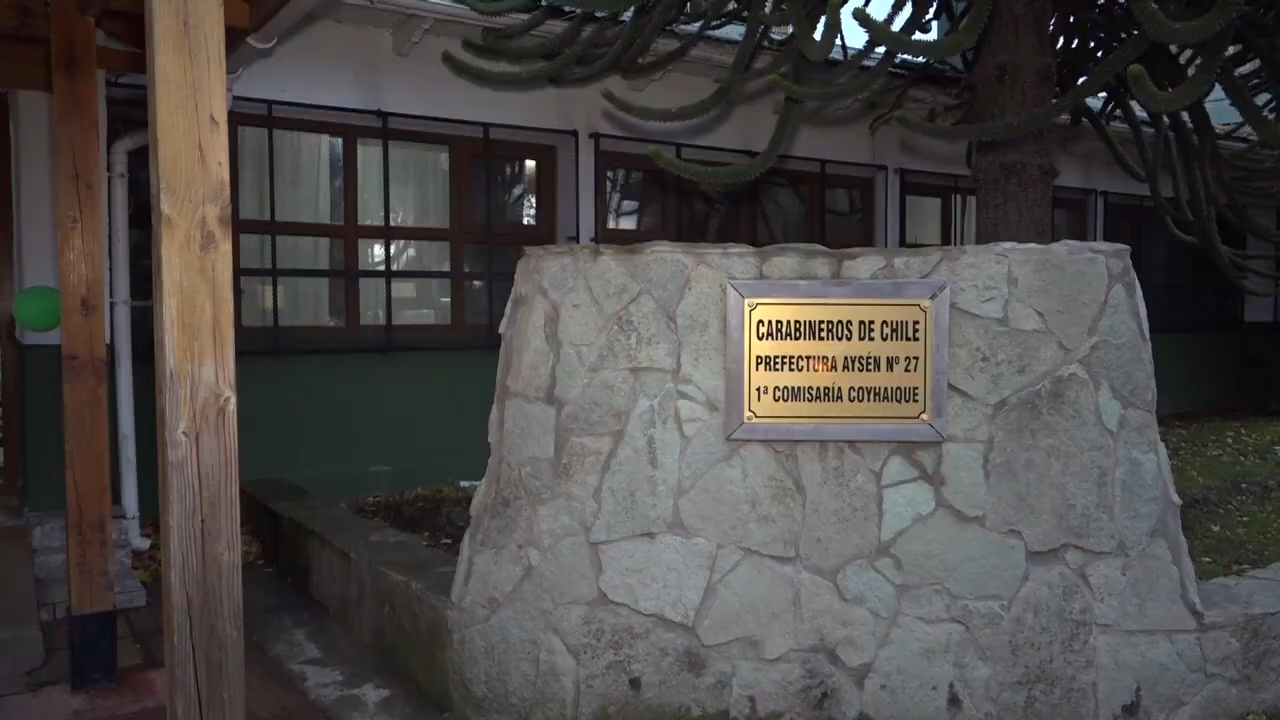 CARABINEROS DE CHILE
PREFECTURA AYSÉN Nº 27
1ª COMISARÍA COYHAIQUE